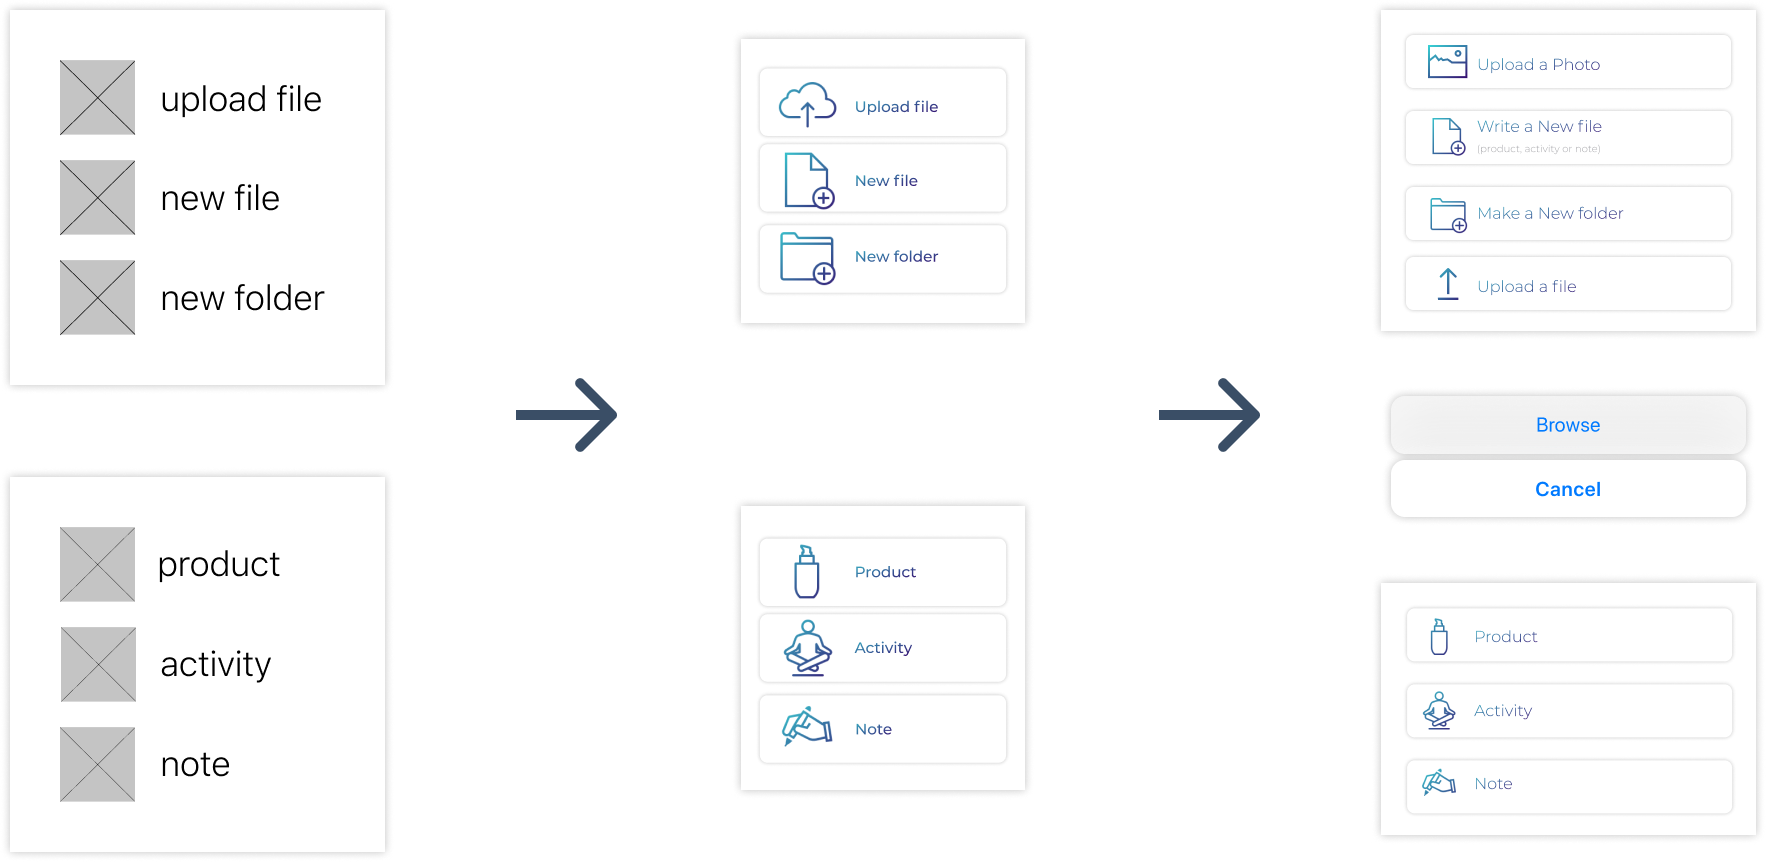 upload file
new file
new folder
product
activity
note
Upload file
New file
New folder
Product
Activity
Note
Upload a Photo
Write a New file
(product, activity or note)
Make a New folder
Upload a file
Browse
Cancel
Product
Activity
Note